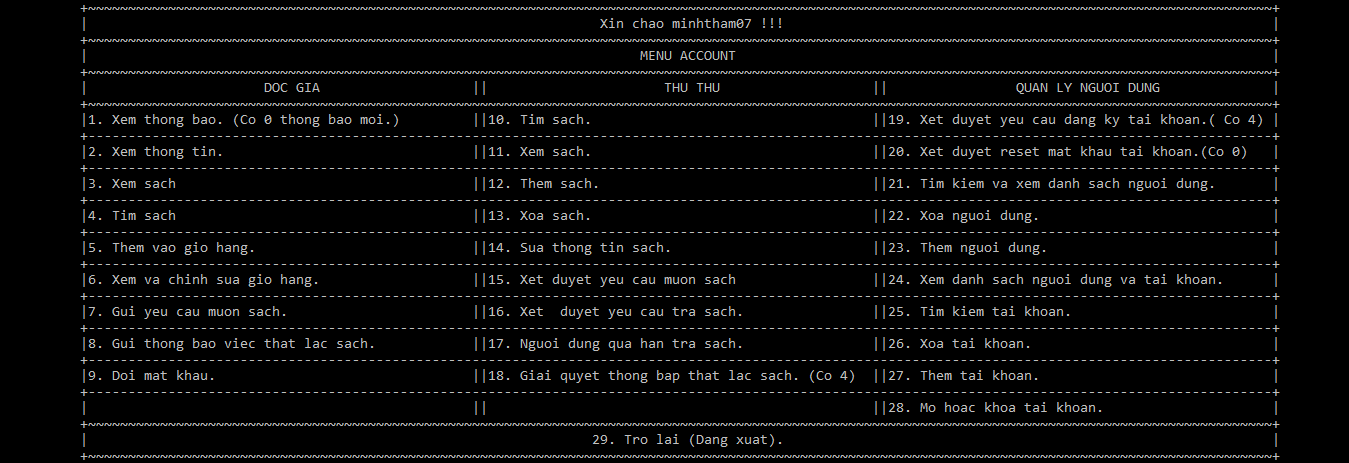 Xin chao minhtham07 !!!
MENU ACCOUNT
DOC GIA || THU THU || QUAN LY NGUOI DUNG
1. Xem thong bao. (Co 0 thong bao moi.) ||10. Tim sach. ||19. Xet duyet yeu cau dang ky tai khoan.( Co 4)
2. Xem thong tin. ||11. Xem sach. ||20. Xet duyet reset mat khau tai khoan.(Co 0)
3. Xem sach ||12. Them sach. ||21. Tim kiem va xem danh sach nguoi dung.
4. Tim sach ||13. Xoa sach. ||22. Xoa nguoi dung.
5. Them vao gio hang. ||14. Sua thong tin sach. ||23. Them nguoi dung.
6. Xem va chinh sua gio hang. ||15. Xet duyet yeu cau muon sach ||24. Xem danh sach nguoi dung va tai khoan.
7. Gui yeu cau muon sach. ||16. Xet  duyet yeu cau tra sach. ||25. Tim kiem tai khoan.
8. Gui thong bao viec that lac sach. ||17. Nguoi dung qua han tra sach. ||26. Xoa tai khoan.
9. Doi mat khau. ||18. Giai quyet thong bap that lac sach. (Co 4) ||27. Them tai khoan.
|| ||28. Mo hoac khoa tai khoan.
29. Tro lai (Dang xuat).